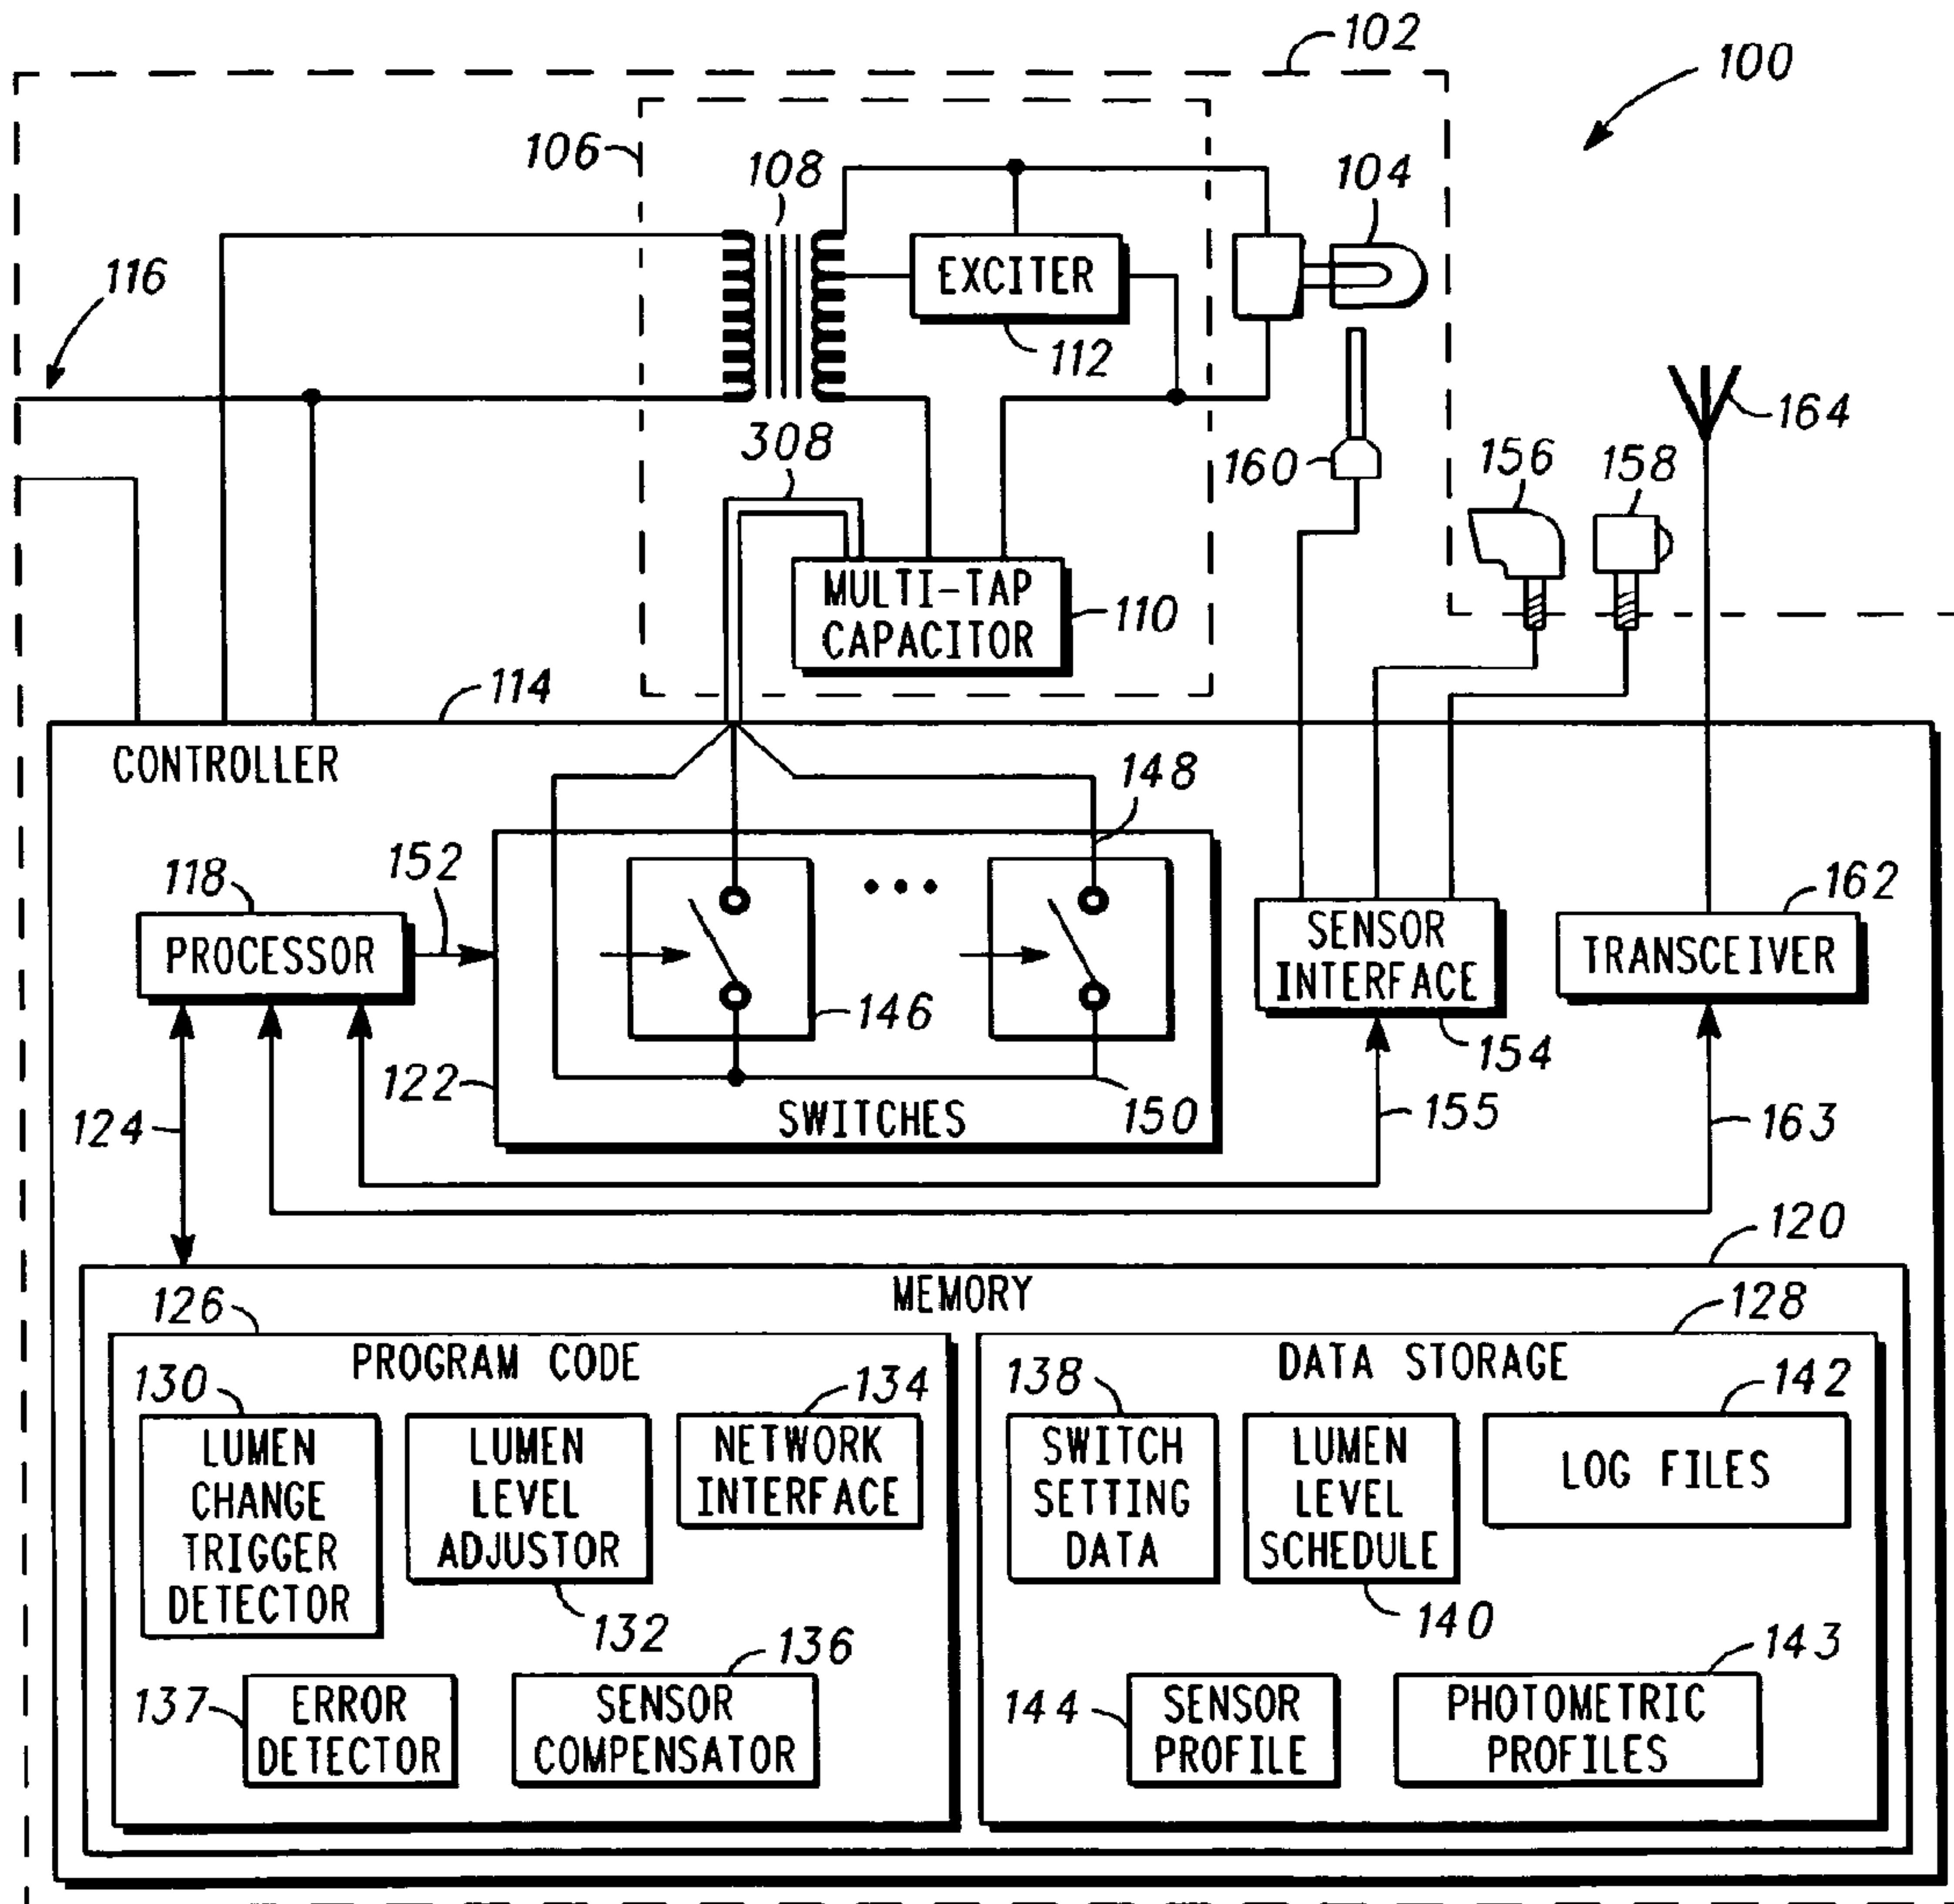 102
100
106
108
104
116
EXCITER
112
308
160
156
158
164
MULTI-TAP
CAPACITOR
110
114
CONTROLLER
148
118
152
162
PROCESSOR
SENSOR
INTERFACE
TRANSCEIVER
146
154
122
150
124
SWITCHES
155
163
120
MEMORY
126
128
PROGRAM CODE
DATA STORAGE
130
134
138
142
LUMEN
CHANGE
TRIGGER
DETECTOR
LUMEN
LEVEL
ADJUSTOR
NETWORK
INTERFACE
SWITCH
SETTING
DATA
LUMEN
LEVEL
SCHEDULE
LOG FILES
132
140
136
143
137
ERROR
DETECTOR
SENSOR
COMPENSATOR
144
SENSOR
PROFILE
PHOTOMETRIC
PROFILES